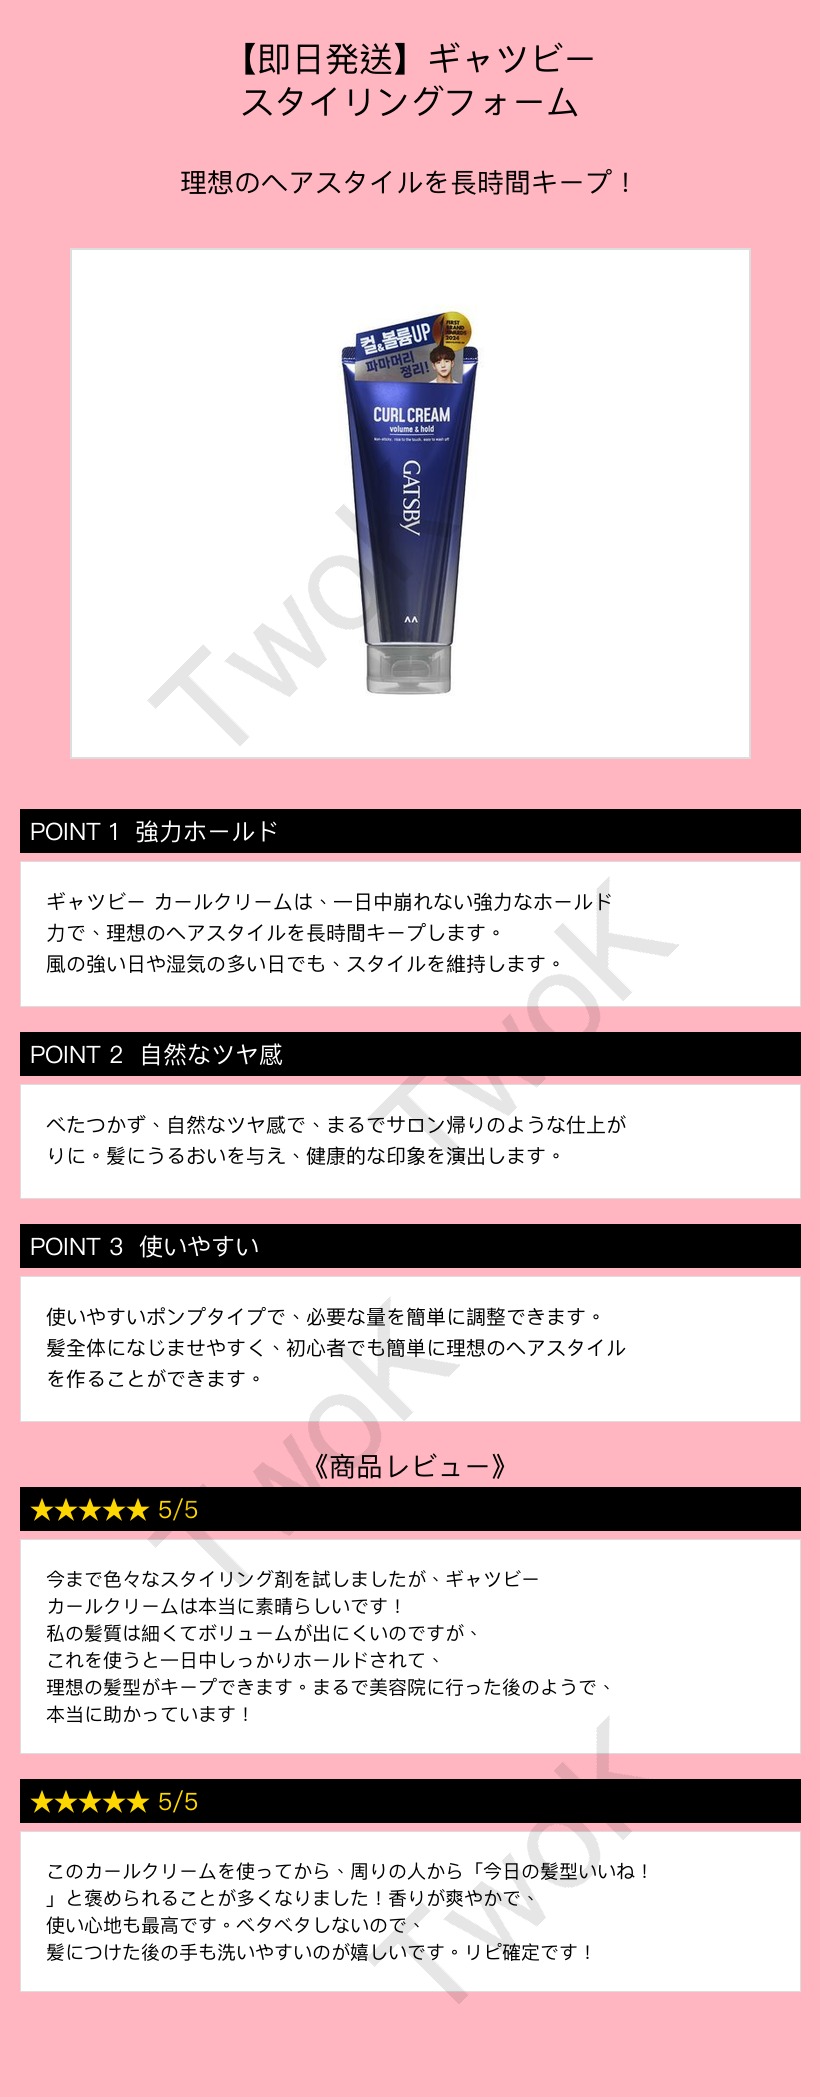 【即日発送】ギャツビー
スタイリングフォーム
理想のヘアスタイルを長時間キープ！
컬&볼륨UP
파마머리
정리!
FIRST
BRAND
AWARDS
2024
CURL CREAM
volume & hold
Non-sticky, nice to the touch, easy to wash off
GATSBY
TwoK
POINT 1 強力ホールド
ギャツビー カールクリームは、一日中崩れない強力なホールド
力で、理想のヘアスタイルを長時間キープします。
風の強い日や湿気の多い日でも、スタイルを維持します。
TwoK
POINT 2 自然なツヤ感
べたつかず、自然なツヤ感で、まるでサロン帰りのような仕上が
りに。髪にうるおいを与え、健康的な印象を演出します。
POINT 3 使いやすい
使いやすいポンプタイプで、必要な量を簡単に調整できます。
髪全体になじませやすく、初心者でも簡単に理想のヘアスタイル
を作ることができます。
TwoK
《商品レビュー》
★★★★★ 5/5
今まで色々なスタイリング剤を試しましたが、ギャツビー
カールクリームは本当に素晴らしいです！
私の髪質は細くてボリュームが出にくいのですが、
これを使うと一日中しっかりホールドされて、
理想の髪型がキープできます。まるで美容院に行った後のようで、
本当に助かっています！
★★★★★ 5/5
このカールクリームを使ってから、周りの人から「今日の髪型いいね！
」と褒められることが多くなりました！香りが爽やかで、
使い心地も最高です。ベタベタしないので、
髪につけた後の手も洗いやすいのが嬉しいです。リピ確定です！
TwoK